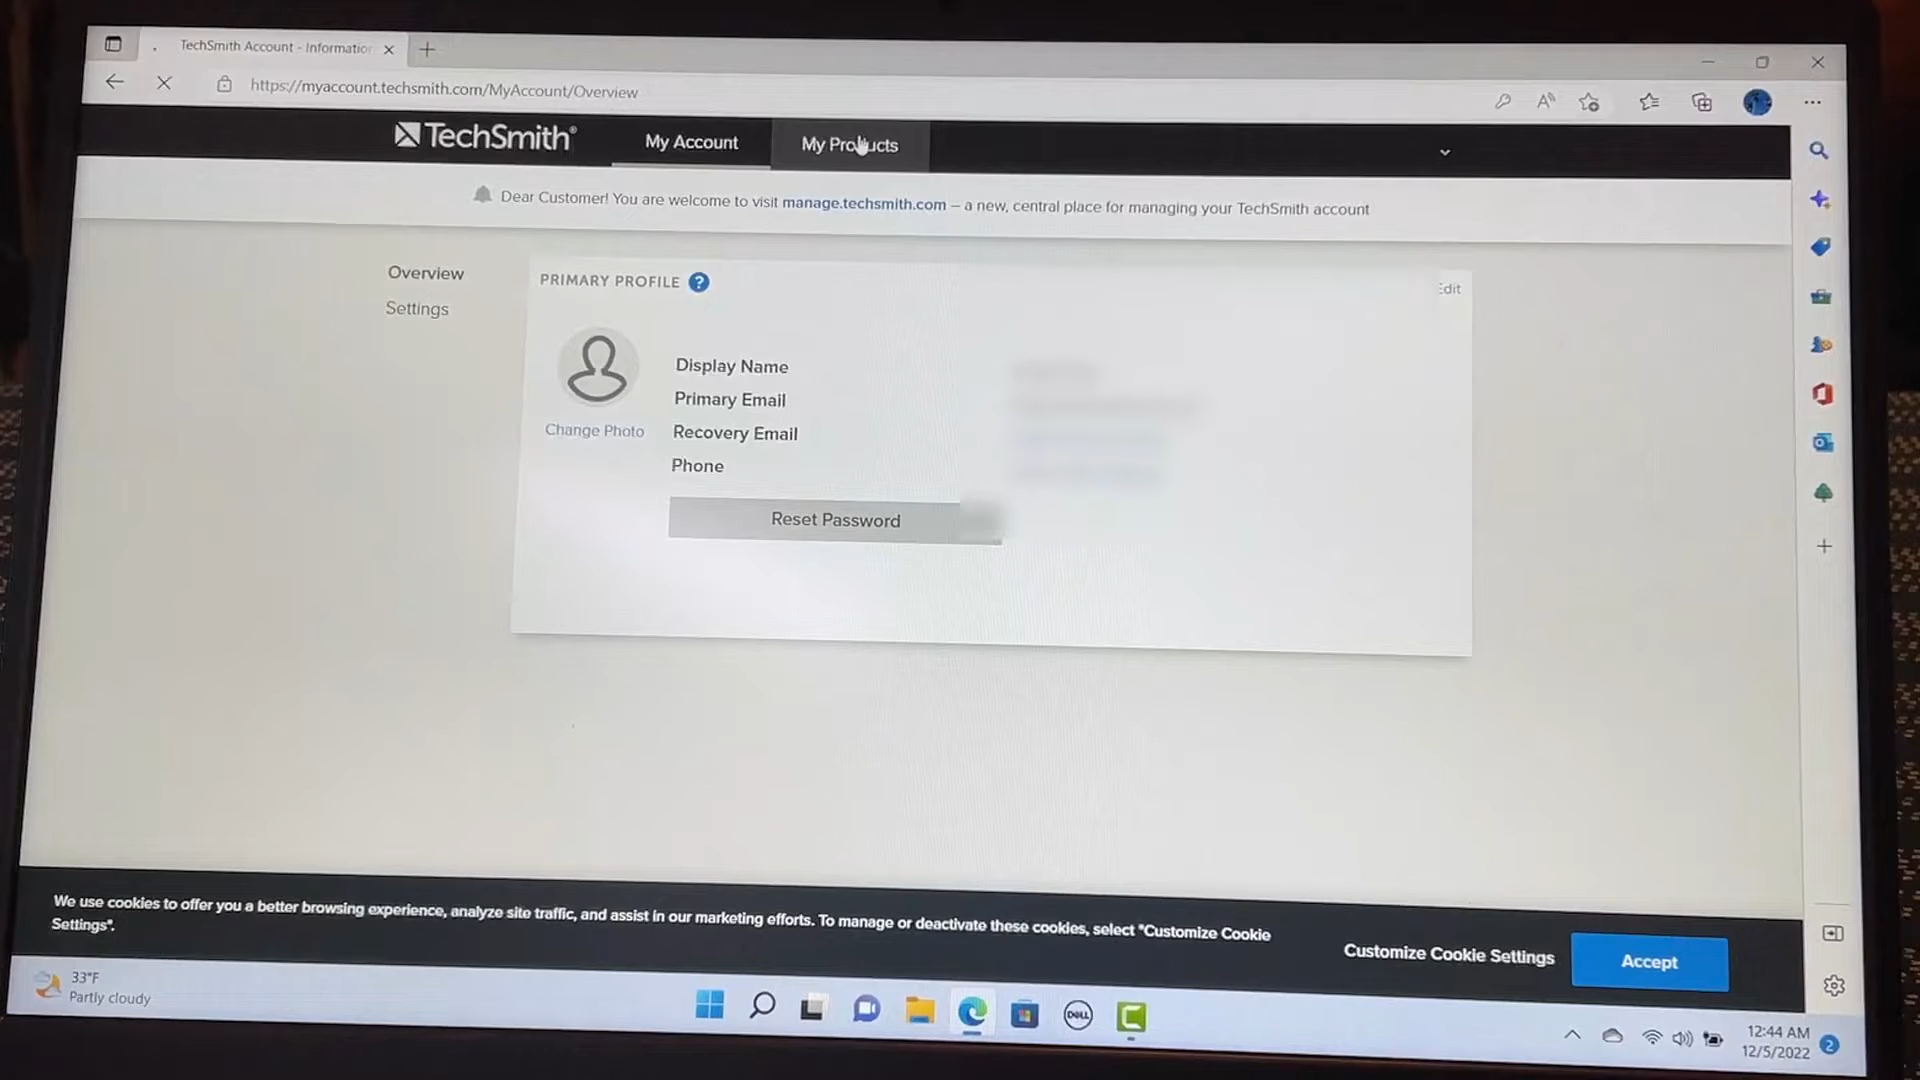 TechSmith Account - Information
https://myaccount.techsmith.com/MyAccount/Overview
TechSmith® My Account My Products
Dear Customer! You are welcome to visit manage.techsmith.com – a new, central place for managing your TechSmith account
Overview
Settings
PRIMARY PROFILE ?
Edit
Change Photo
Display Name
Primary Email
Recovery Email
Phone
Reset Password
We use cookies to offer you a better browsing experience, analyze site traffic, and assist in our marketing efforts. To manage or deactivate these cookies, select "Customize Cookie
Settings".
Customize Cookie Settings
Accept
33°F
Partly cloudy
DELL
12:44 AM
12/5/2022
2